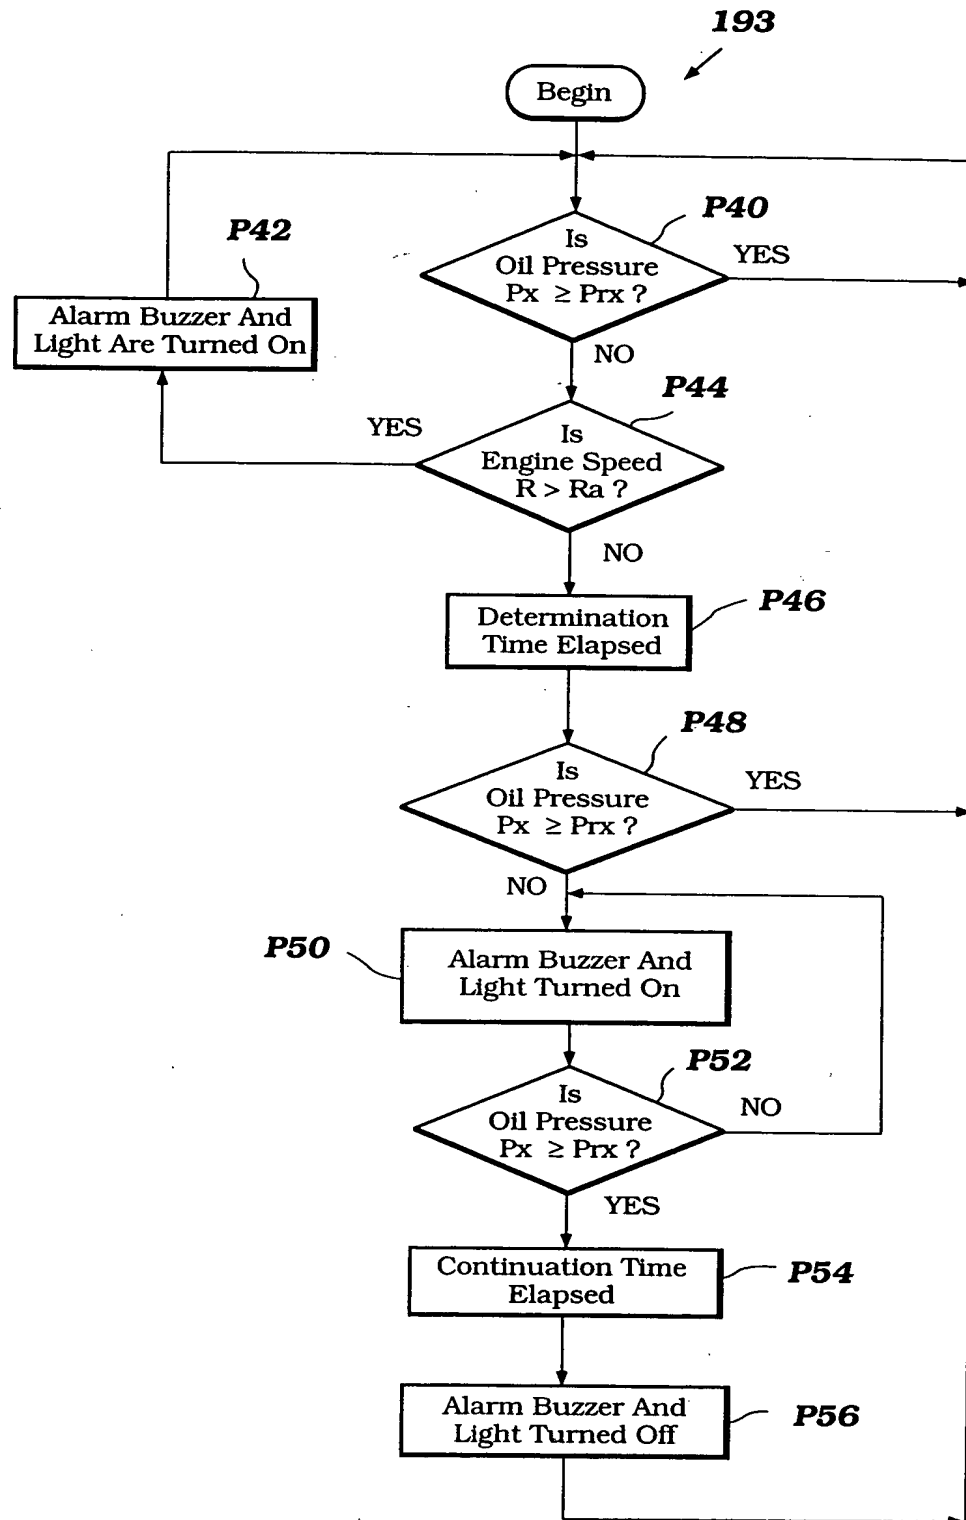 193
Begin
P40
Is
Oil Pressure
Px ≥ Prx ?
YES
NO
P42
Alarm Buzzer And
Light Are Turned On
P44
Is
Engine Speed
R > Ra ?
YES
NO
P46
Determination
Time Elapsed
P48
Is
Oil Pressure
Px ≥ Prx ?
YES
NO
P50
Alarm Buzzer And
Light Turned On
P52
Is
Oil Pressure
Px ≥ Prx ?
NO
YES
P54
Continuation Time
Elapsed
P56
Alarm Buzzer And
Light Turned Off